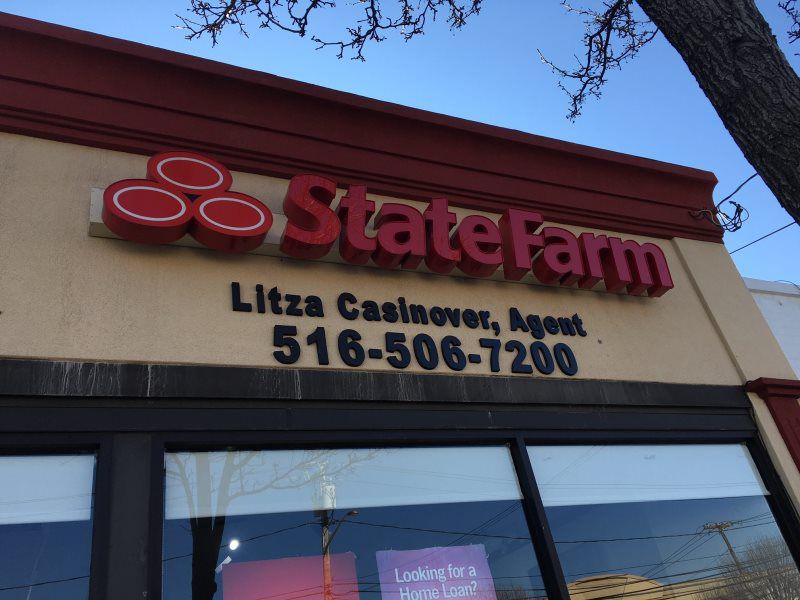 StateFarm
Litza Casinover, Agent
516-506-7200
Looking for a
Home Loan?